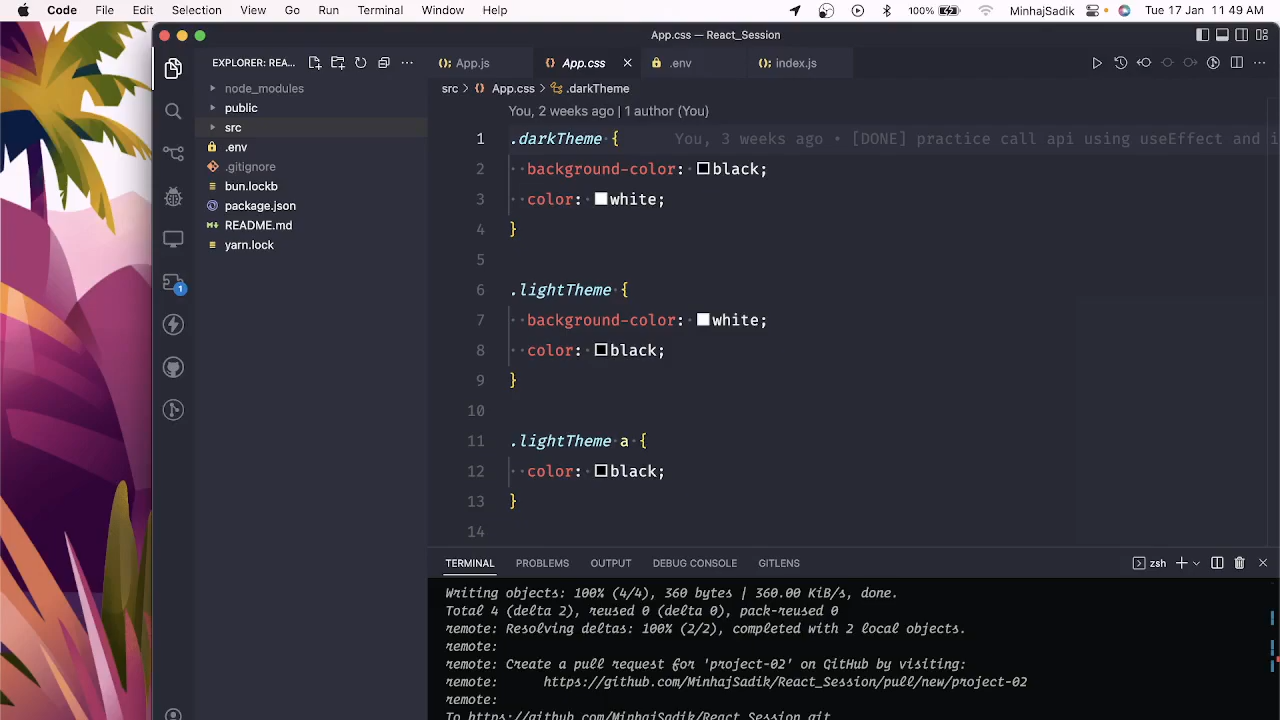 Code File Edit Selection View Go Run Terminal Window Help 100% MinhajSadik Tue 17 Jan 11:49 AM
App.css — React_Session
EXPLORER: REA... ... App.js App.css .env index.js ...
node_modules
public
src
.env
.gitignore
bun.lockb
package.json
README.md
yarn.lock
1
src > App.css > .darkTheme
You, 2 weeks ago | 1 author (You)
1 .darkTheme { You, 3 weeks ago • [DONE] practice call api using useEffect and i
2 background-color: black;
3 color: white;
4 }
5
6 .lightTheme {
7 background-color: white;
8 color: black;
9 }
10
11 .lightTheme a {
12 color: black;
13 }
14
TERMINAL PROBLEMS OUTPUT DEBUG CONSOLE GITLENS zsh
Writing objects: 100% (4/4), 360 bytes | 360.00 KiB/s, done.
Total 4 (delta 2), reused 0 (delta 0), pack-reused 0
remote: Resolving deltas: 100% (2/2), completed with 2 local objects.
remote:
remote: Create a pull request for 'project-02' on GitHub by visiting:
remote: https://github.com/MinhajSadik/React_Session/pull/new/project-02
remote:
To https://github.com/MinhajSadik/React_Session.git